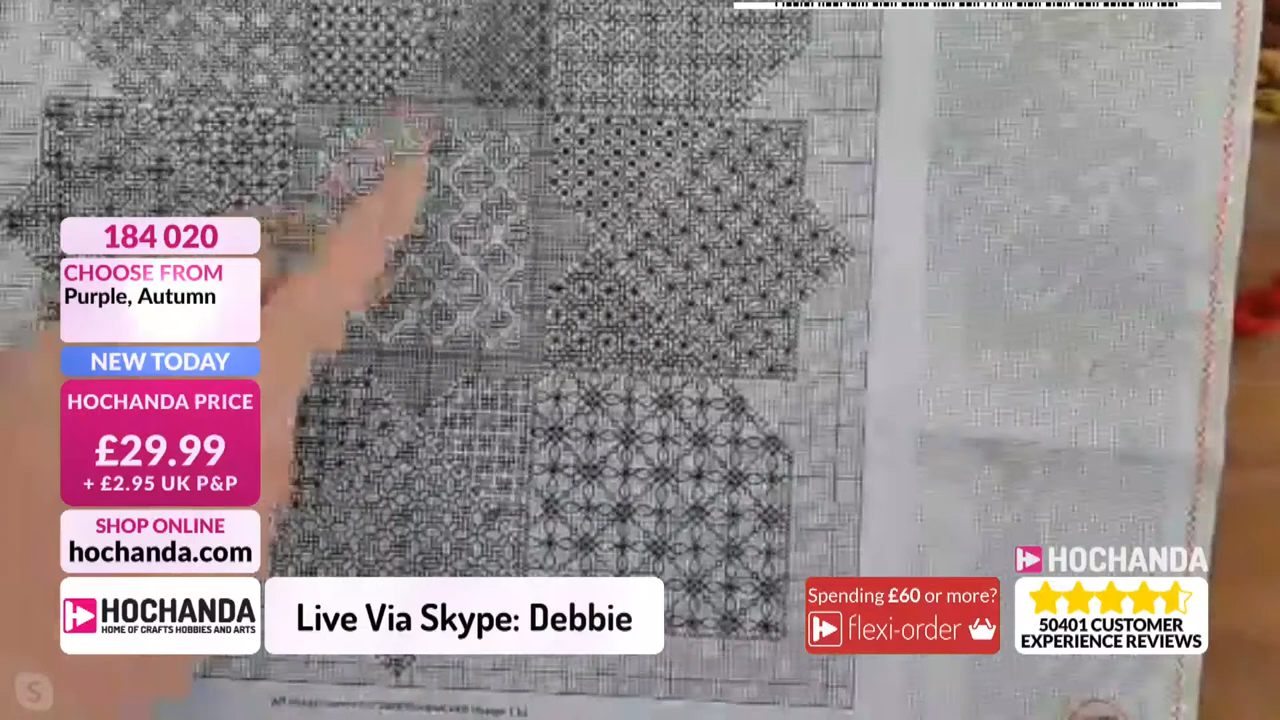 184 020
CHOOSE FROM
Purple, Autumn
NEW TODAY
HOCHANDA PRICE
£29.99
+ £2.95 UK P&P
SHOP ONLINE
hochanda.com
HOCHANDA
HOME OF CRAFTS HOBBIES AND ARTS
Live Via Skype: Debbie
Spending £60 or more?
flexi-order
HOCHANDA
50401 CUSTOMER
EXPERIENCE REVIEWS
S